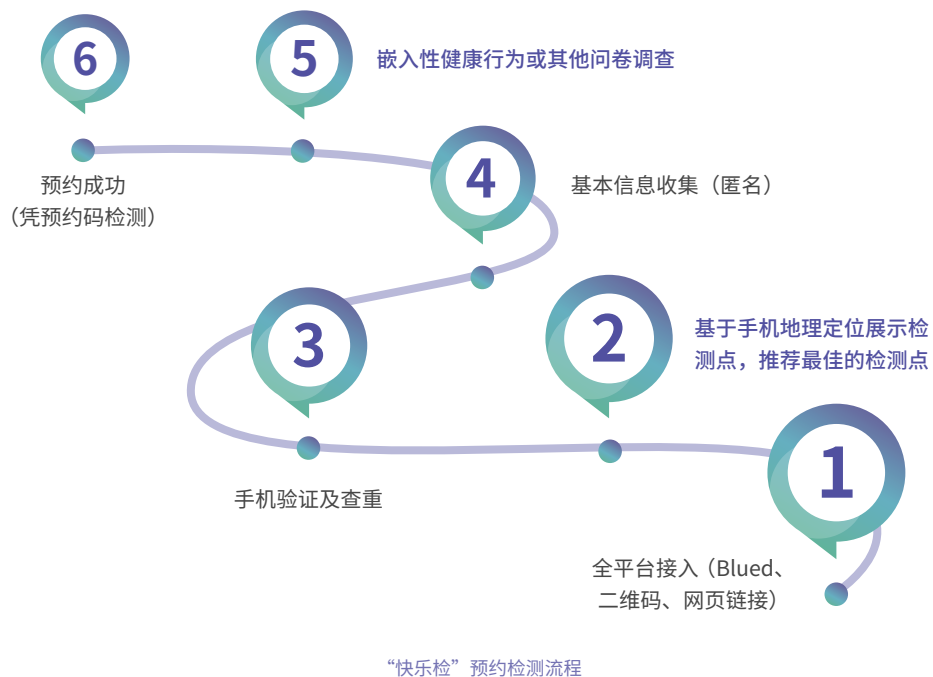 6
5
嵌入性健康行为或其他问卷调查
预约成功
（凭预约码检测）
4
基本信息收集（匿名）
3
2
基于手机地理定位展示检
测点，推荐最佳的检测点
1
手机验证及查重
全平台接入（Blued、
二维码、网页链接）
“快乐检”预约检测流程